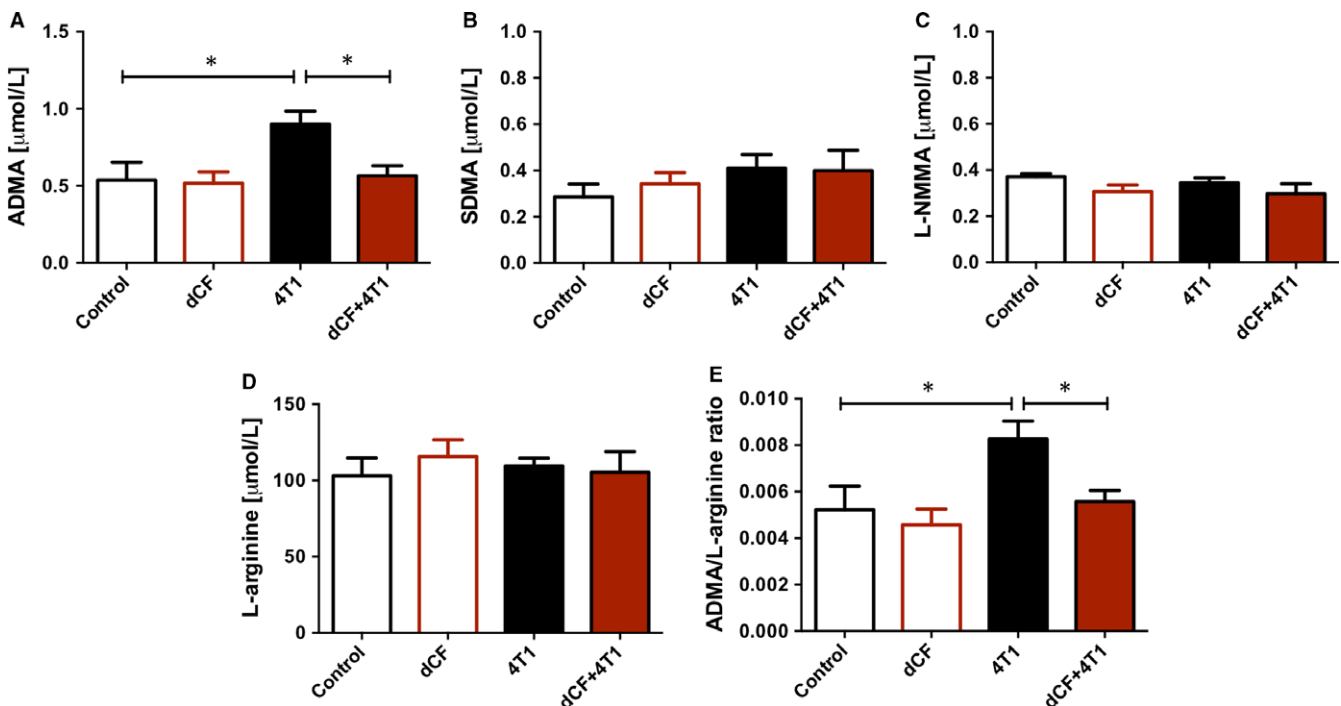 A
ADMA [μmol/L]
1.5
1.0
0.5
0.0
*
*
Control
dCF
4T1
dCF+4T1
B
SDMA [μmol/L]
1.0
0.8
0.6
0.4
0.2
0.0
Control
dCF
4T1
dCF+4T1
C
L-NMMA [μmol/L]
1.0
0.8
0.6
0.4
0.2
0.0
Control
dCF
4T1
dCF+4T1
D
L-arginine [μmol/L]
150
100
50
0
Control
dCF
4T1
dCF+4T1
E
ADMA/L-arginine ratio
0.010
0.008
0.006
0.004
0.002
0.000
*
*
Control
dCF
4T1
dCF+4T1